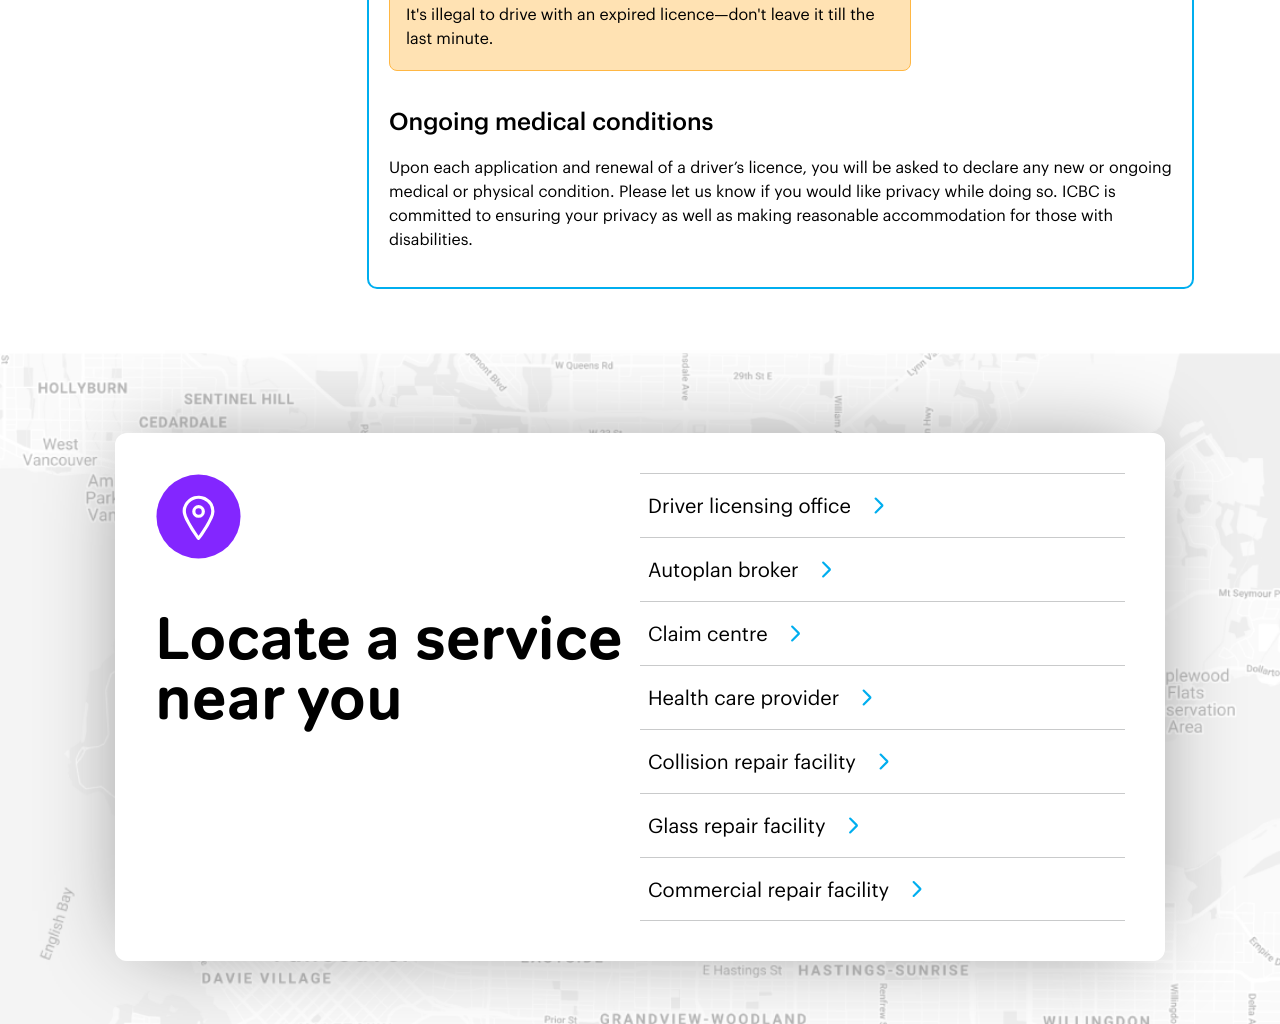 It's illegal to drive with an expired licence—don't leave it till the
last minute.
Ongoing medical conditions
Upon each application and renewal of a driver’s licence, you will be asked to declare any new or ongoing
medical or physical condition. Please let us know if you would like privacy while doing so. ICBC is
committed to ensuring your privacy as well as making reasonable accommodation for those with
disabilities.
W Queens Rd
29th St E
HOLLYBURN
SENTINEL HILL
CEDARDALE
West
Vancouver
Locate a service
near you
Driver licensing office
Autoplan broker
Claim centre
Health care provider
Collision repair facility
Glass repair facility
Commercial repair facility
Mt Seymour P
plewood
Flats
servation
Area
English Bay
DAVIE VILLAGE
E Hastings St
HASTINGS-SUNRISE
Prior St
GRANDVIEW-WOODLAND
WILLINGDON